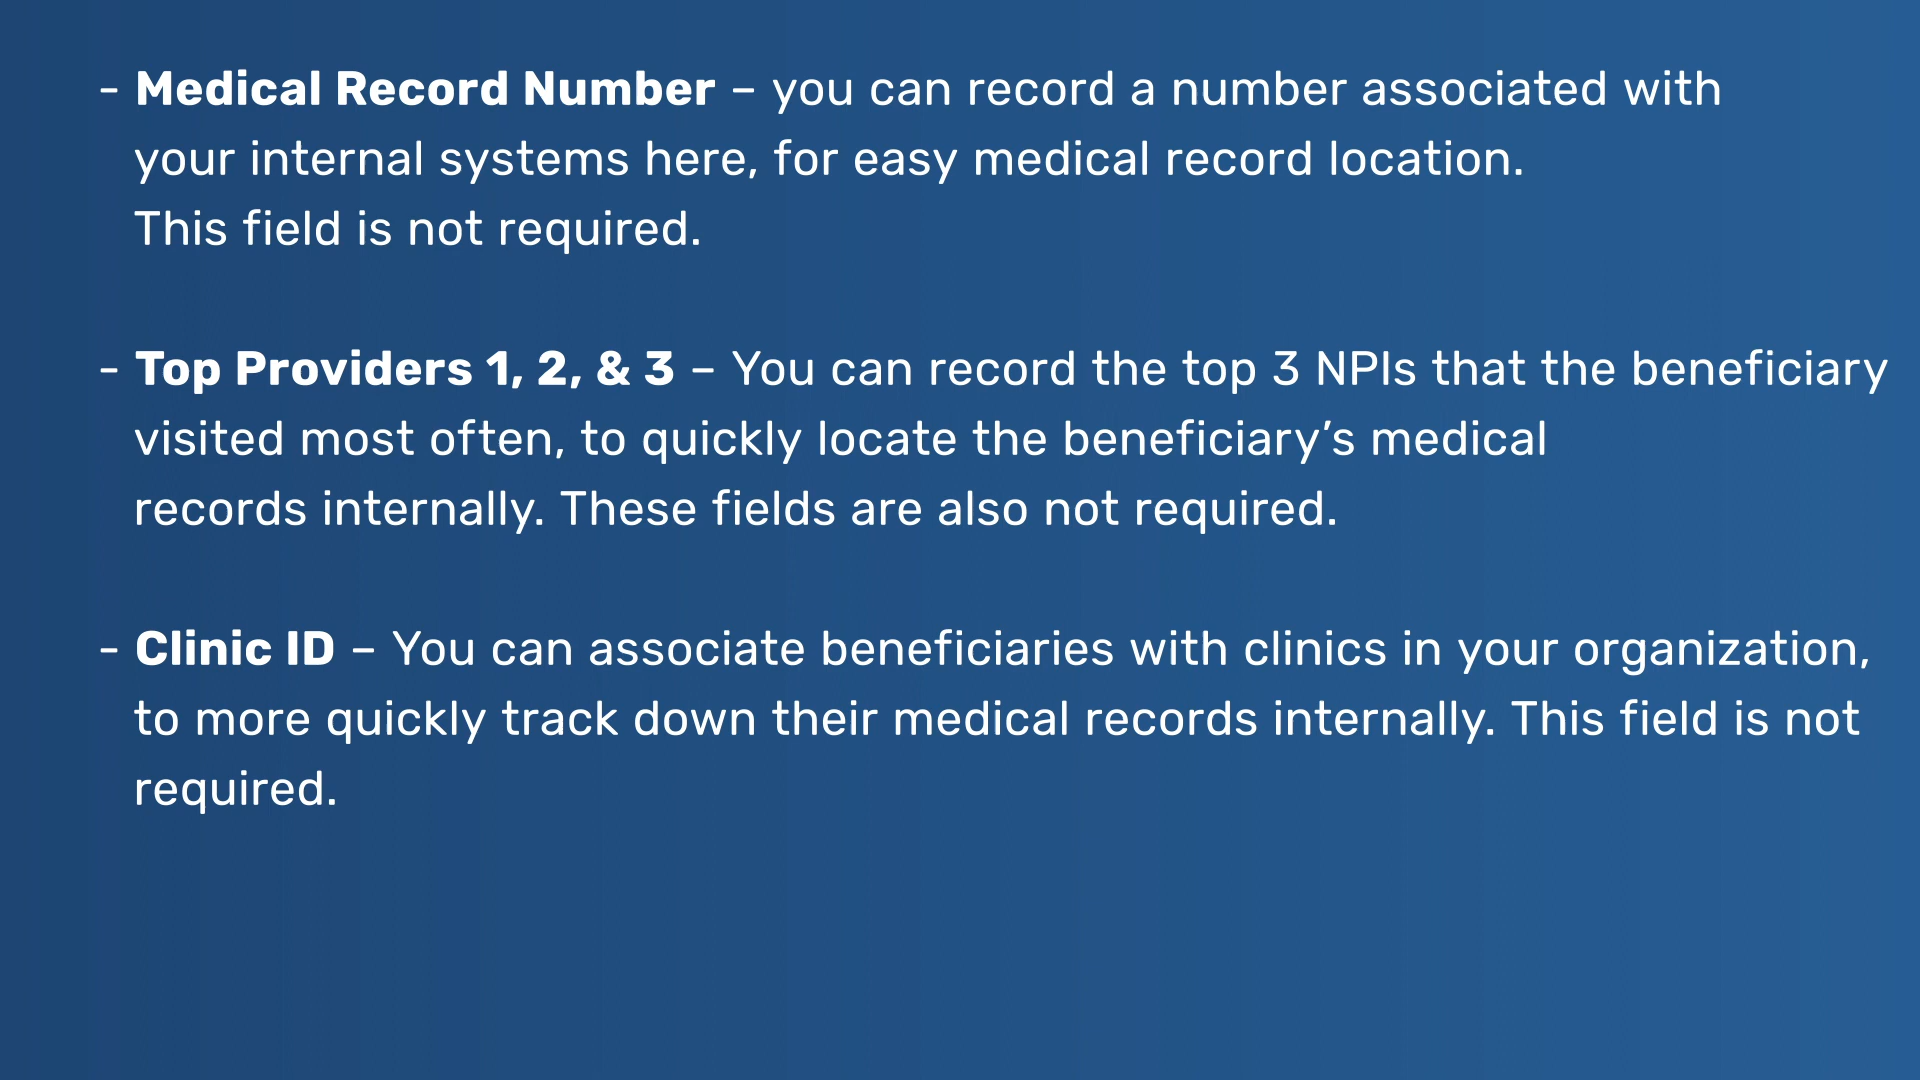 - Medical Record Number – you can record a number associated with
your internal systems here, for easy medical record location.
This field is not required.
- Top Providers 1, 2, & 3 – You can record the top 3 NPIs that the beneficiary
visited most often, to quickly locate the beneficiary’s medical
records internally. These fields are also not required.
- Clinic ID – You can associate beneficiaries with clinics in your organization,
to more quickly track down their medical records internally. This field is not
required.